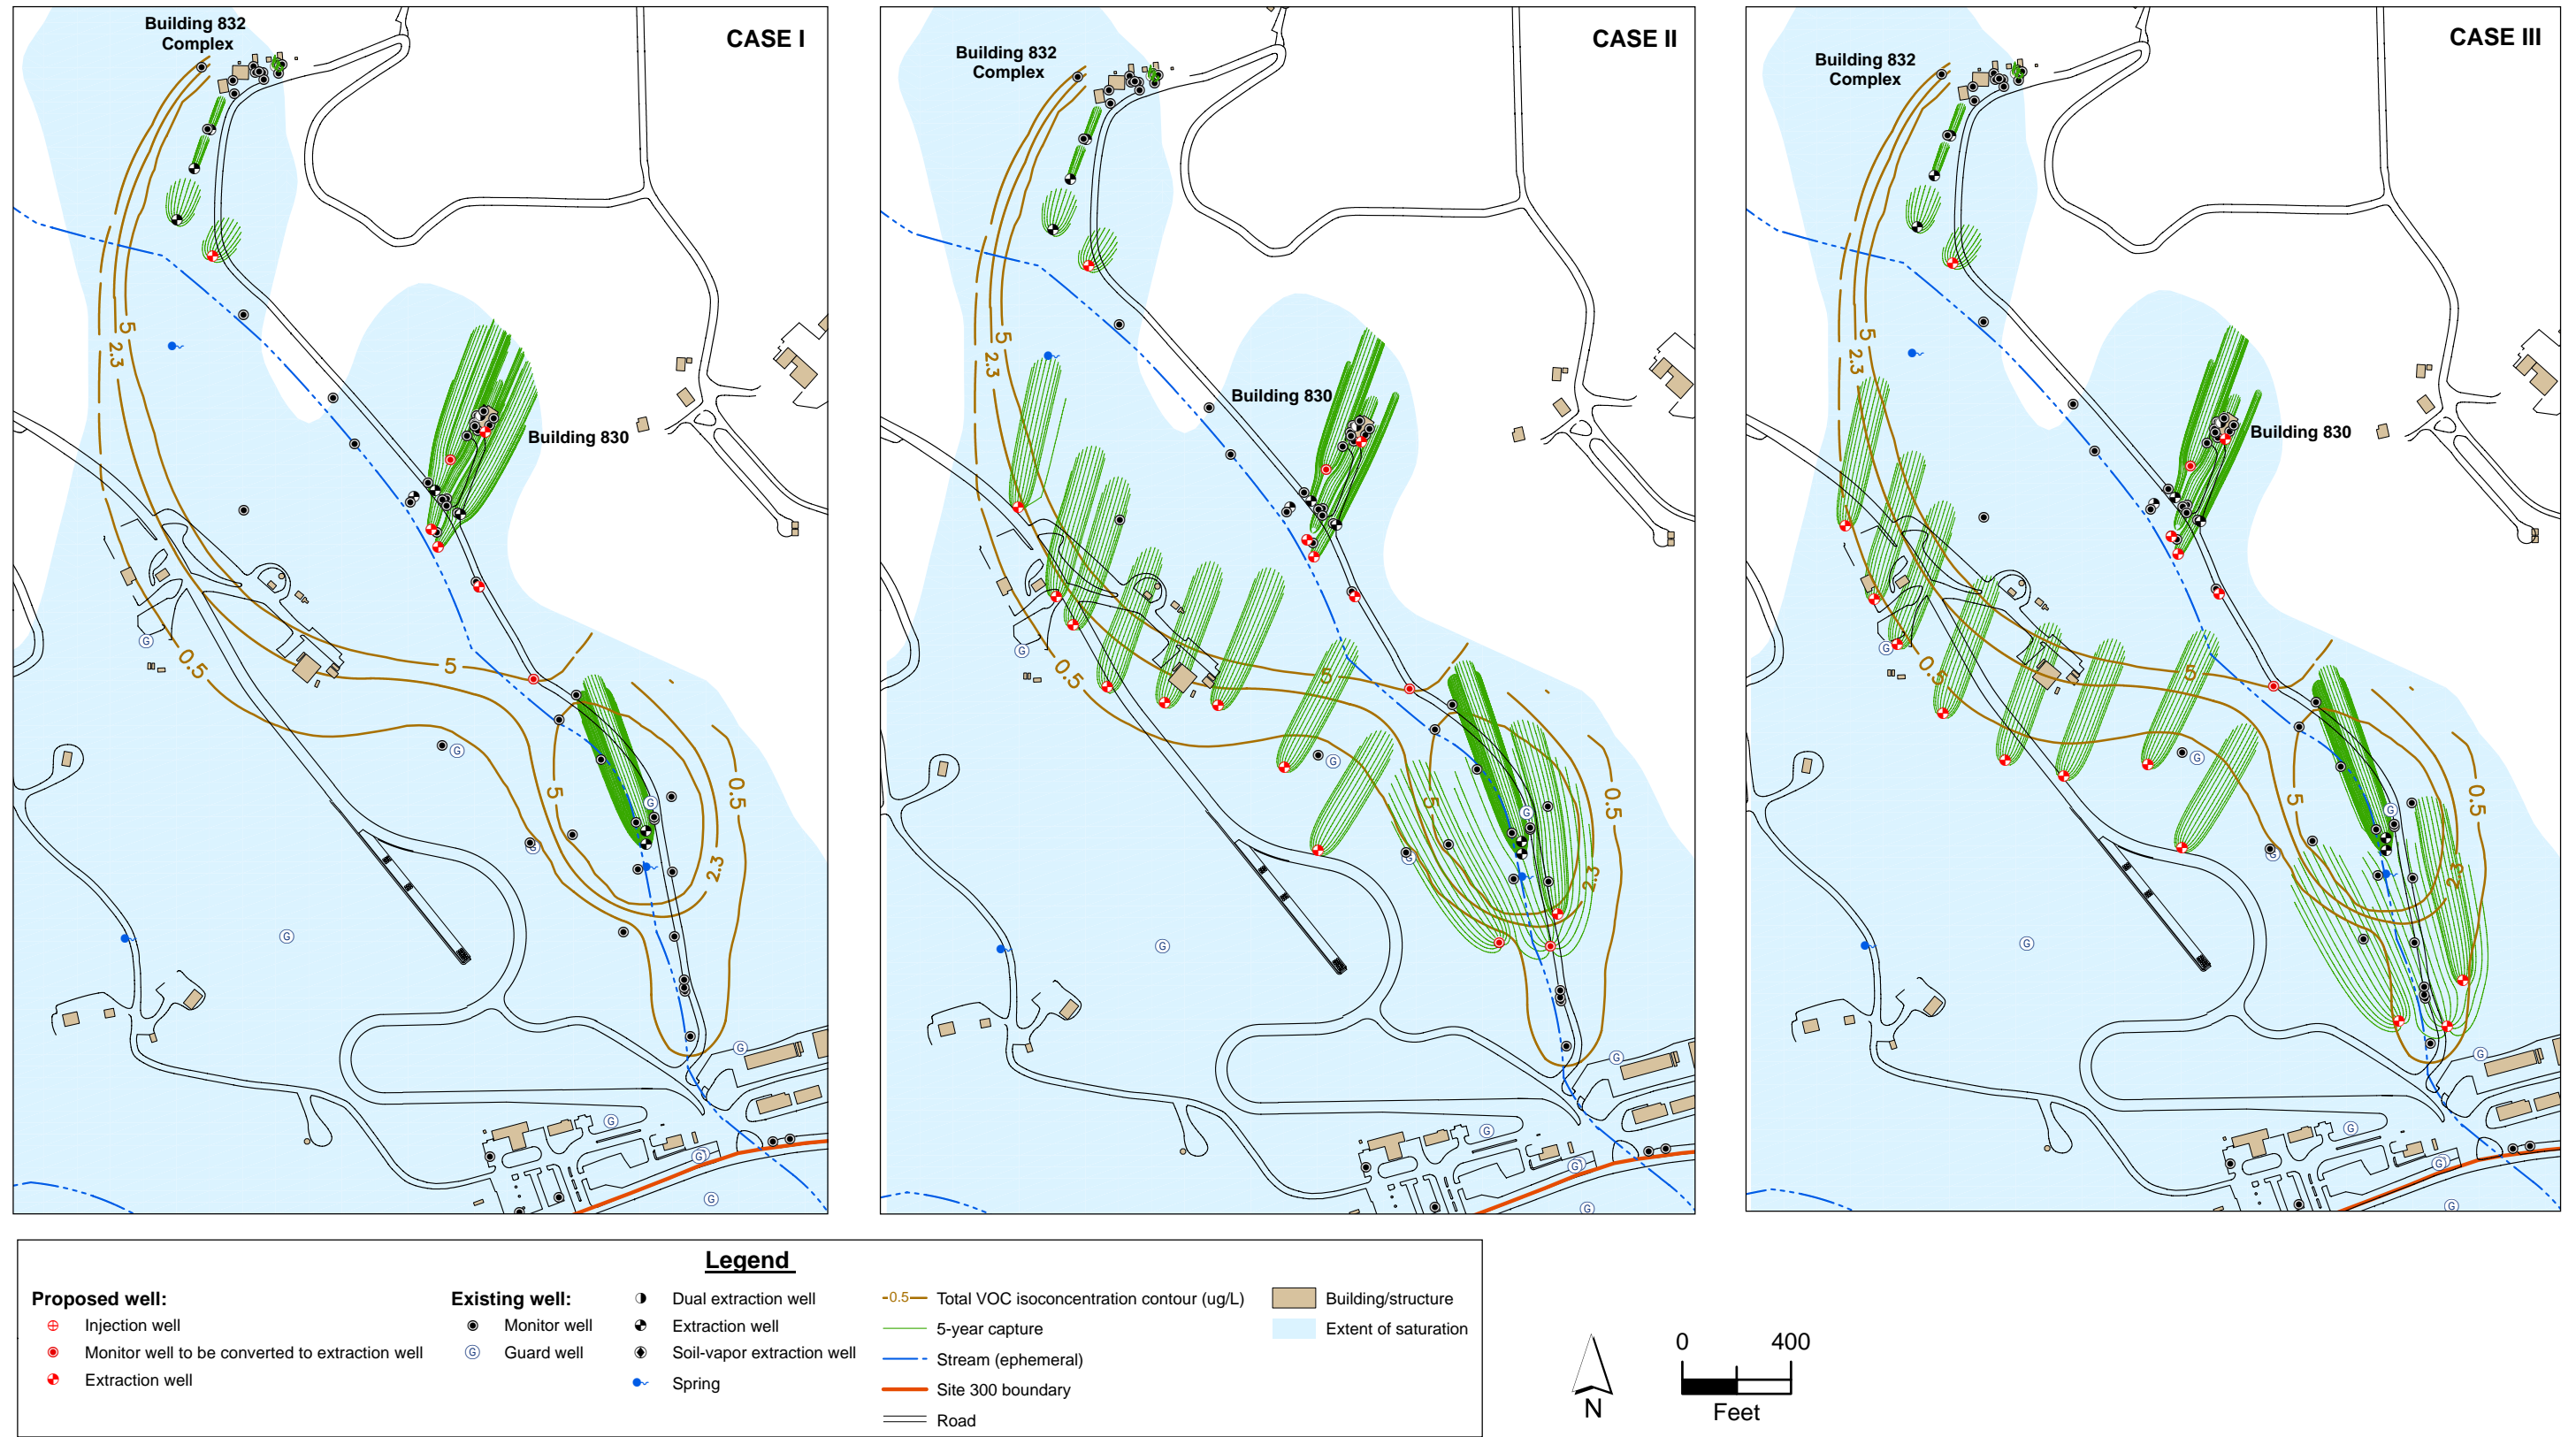 CASE I
Building 832
Complex
5
2.3
Building 830
0.5
5
5
0.5
2.3
G
G
G
G
G
G
G
G
G
CASE II
Building 832
Complex
5
2.3
Building 830
0.5
5
5
0.5
2.3
G
G
G
G
G
G
G
G
G
CASE III
Building 832
Complex
5
2.3
Building 830
0.5
5
5
0.5
2.3
G
G
G
G
G
G
G
G
G
Legend
Proposed well:
Injection well
Monitor well to be converted to extraction well
Extraction well
Existing well:
Monitor well
G Guard well
Dual extraction well
Extraction well
Soil-vapor extraction well
Spring
-0.5— Total VOC isoconcentration contour (ug/L)
5-year capture
Stream (ephemeral)
Site 300 boundary
Road
Building/structure
Extent of saturation
N
0 400
Feet